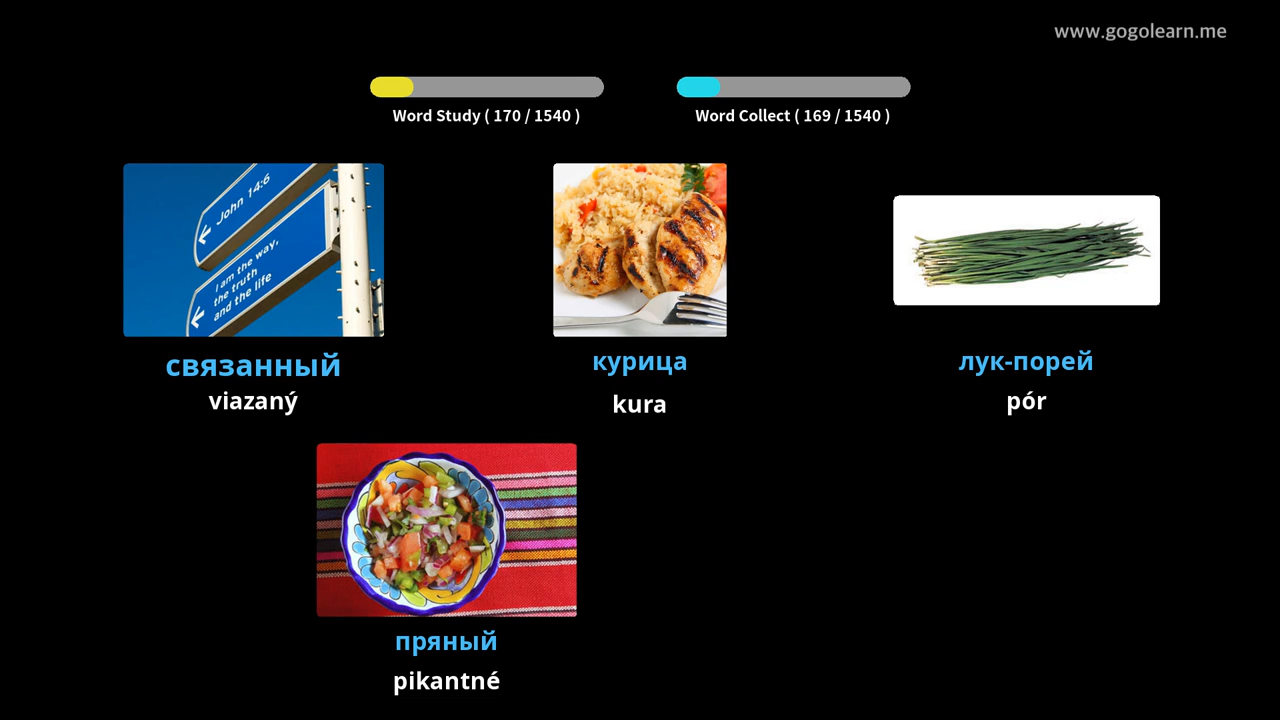 www.gogolearn.me
Word Study ( 170 / 1540 )
Word Collect ( 169 / 1540 )
John 14:6
I am the way,
the truth
and the life
связанный
viazaný
курица
kura
лук-порей
pór
пряный
pikantné